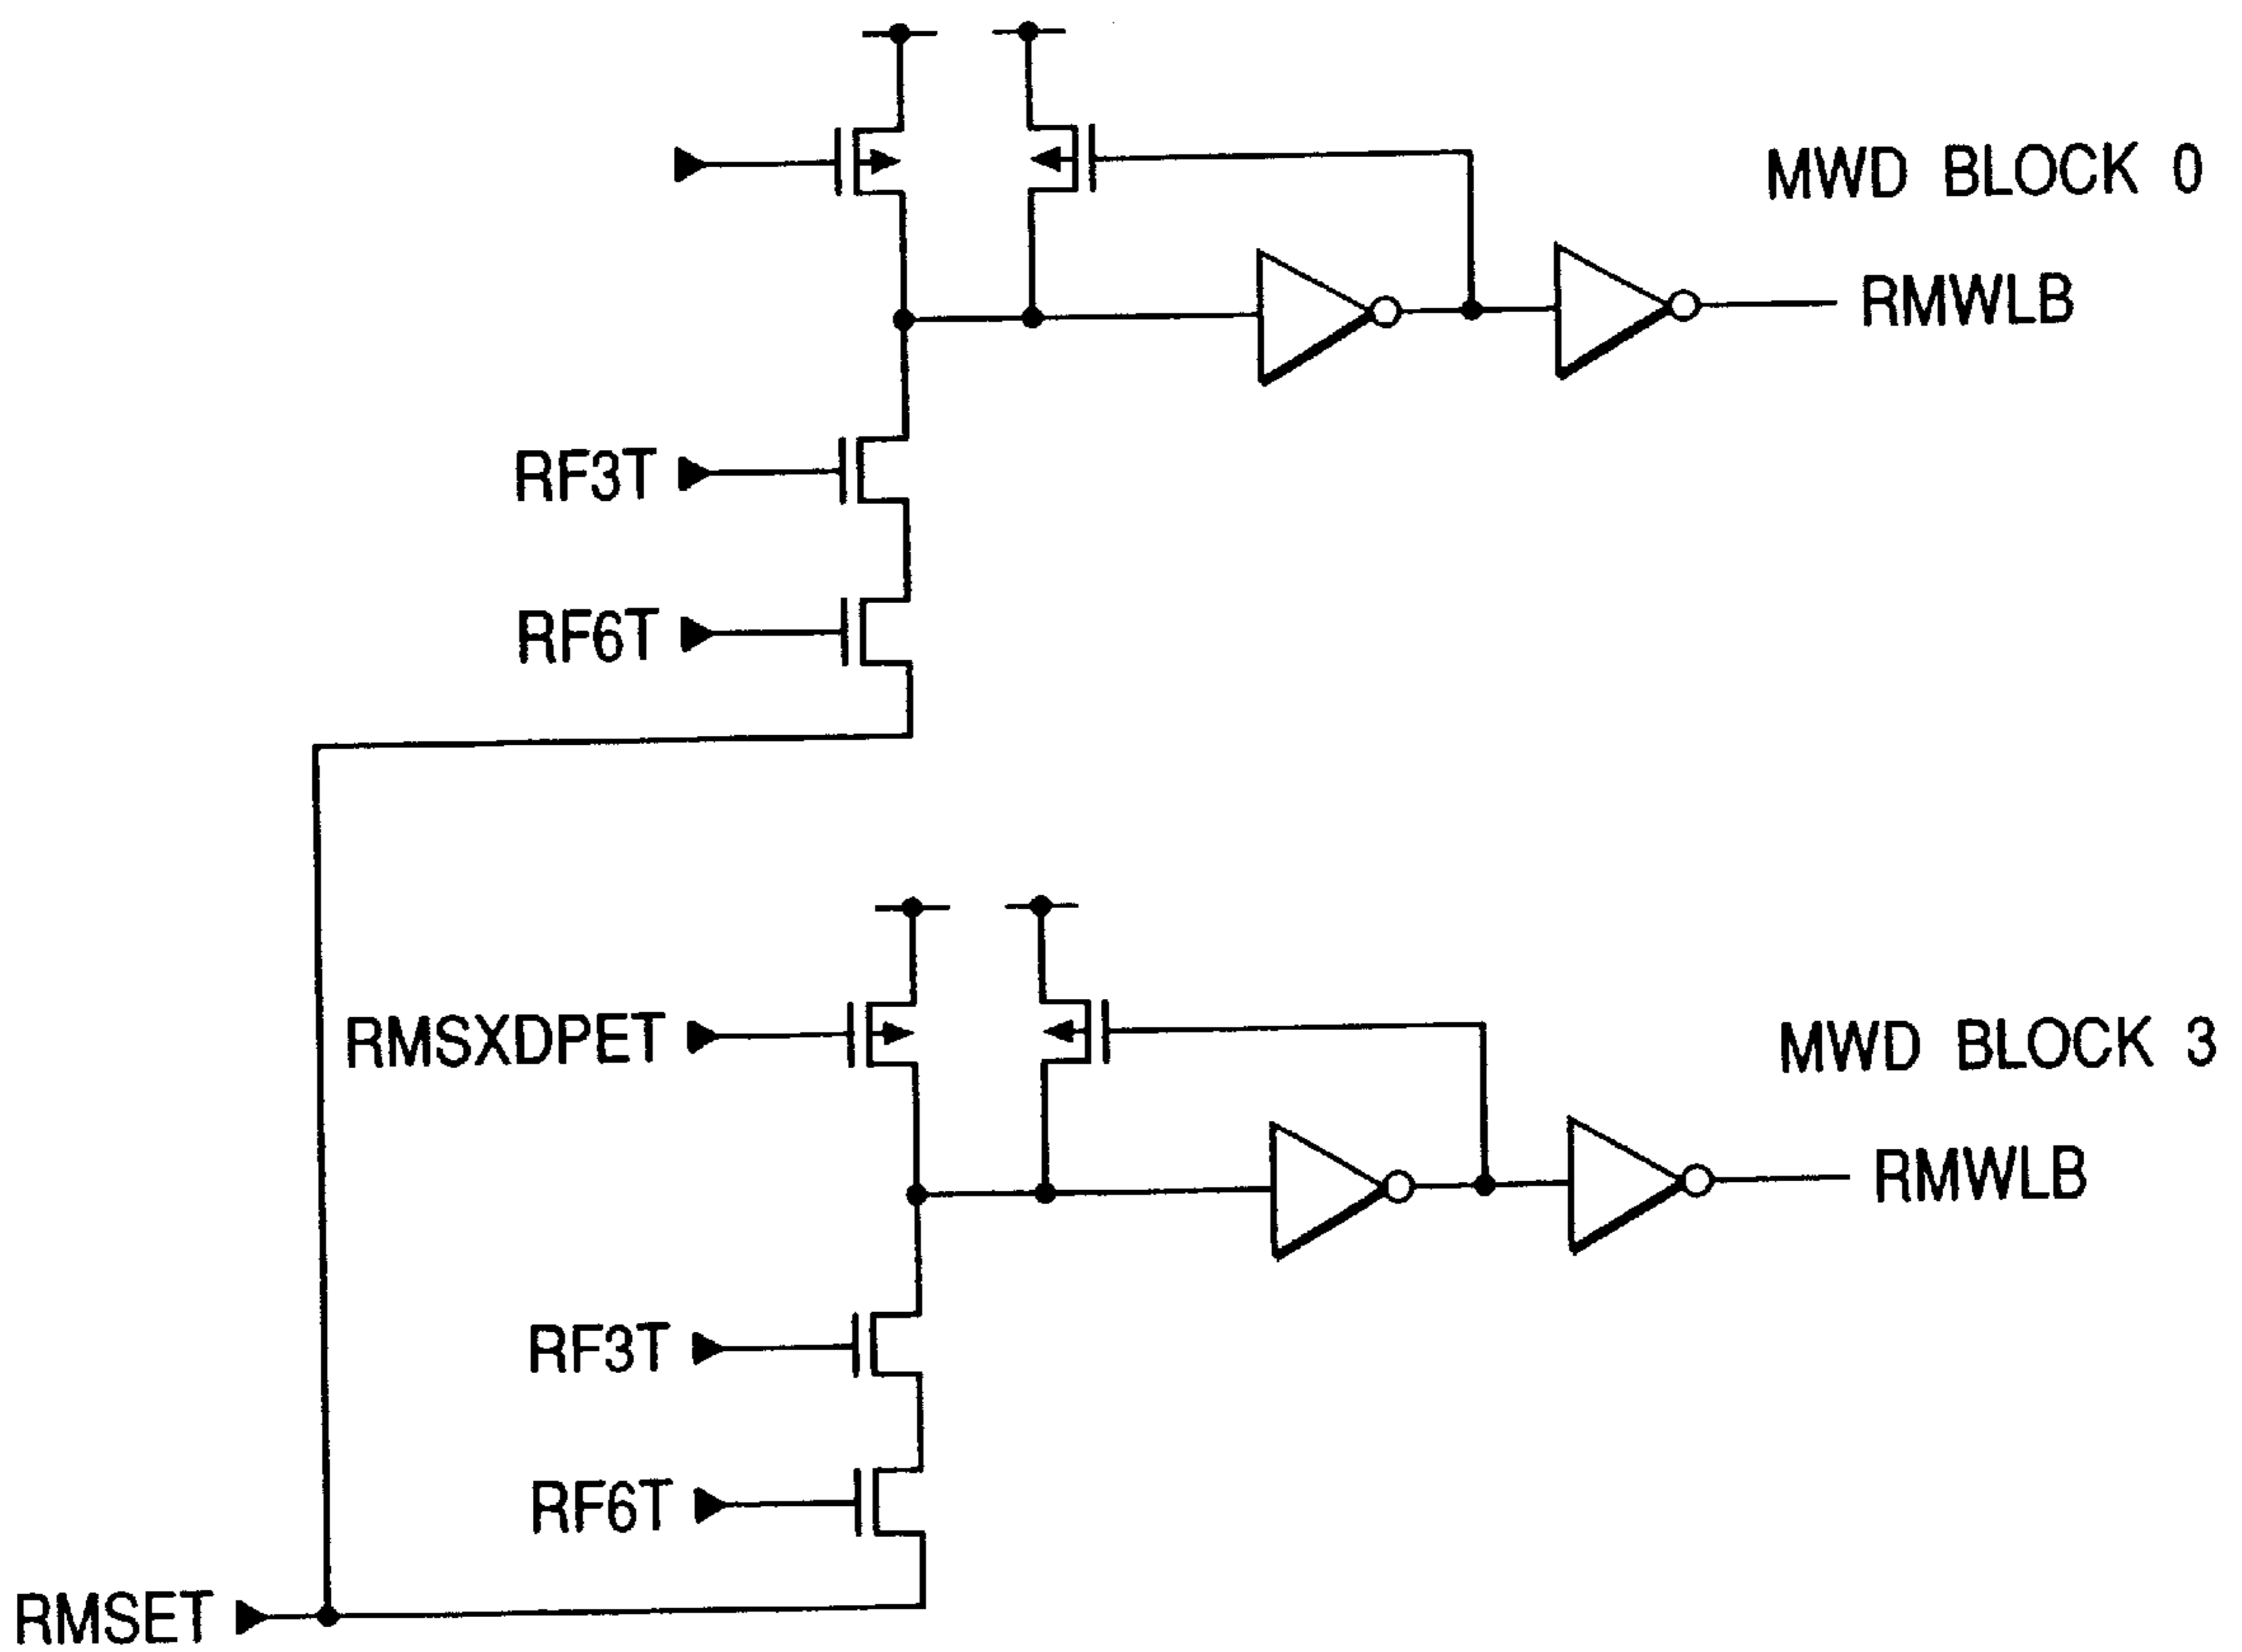 MWD BLOCK 0
RMWLB
RF3T
RF6T
RMSXDPET
MWD BLOCK 3
RMWLB
RF3T
RF6T
RMSET